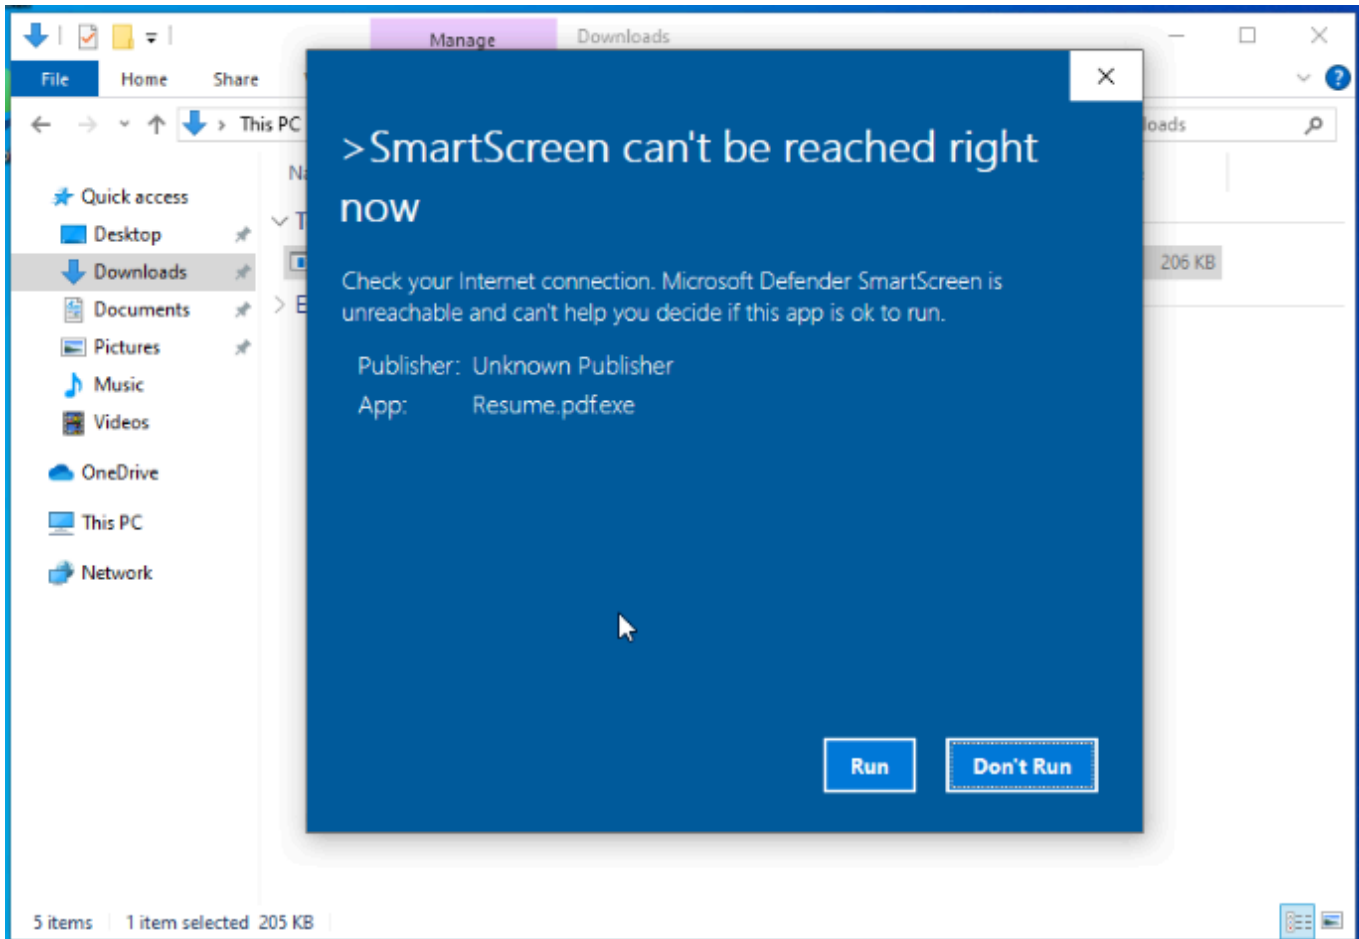 Manage
Downloads
File
Home
Share
This PC
loads
>SmartScreen can't be reached right
now
Check your Internet connection. Microsoft Defender SmartScreen is
unreachable and can't help you decide if this app is ok to run.
Publisher: Unknown Publisher
App: Resume.pdf.exe
Run
Don't Run
Quick access
Desktop
Downloads
Documents
Pictures
Music
Videos
OneDrive
This PC
Network
206 KB
5 items
1 item selected 205 KB